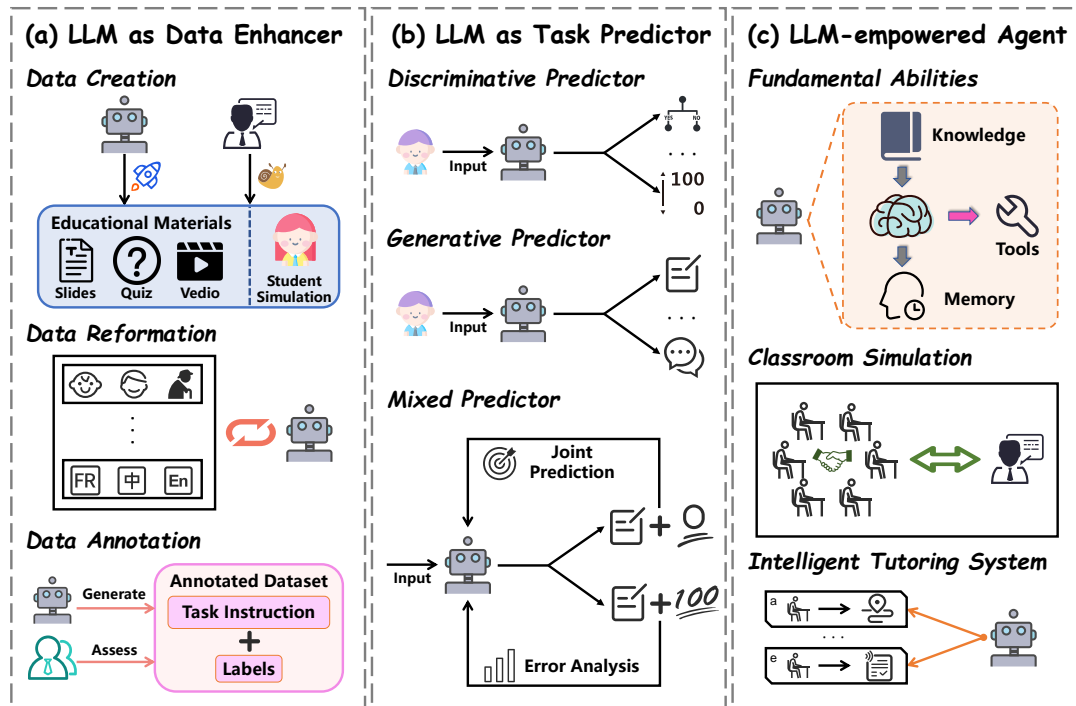 (a) LLM as Data Enhancer
Data Creation
Educational Materials
Slides
Quiz
Vedio
Student
Simulation
Data Reformation
FR
中
En
Data Annotation
Generate
Assess
Annotated Dataset
Task Instruction
+
Labels
(b) LLM as Task Predictor
Discriminative Predictor
Input
YES
NO
...
100
0
Generative Predictor
Input
...
Mixed Predictor
Joint
Prediction
Input
+ 0
+ 100
Error Analysis
(c) LLM-empowered Agent
Fundamental Abilities
Knowledge
Tools
Memory
Classroom Simulation
Intelligent Tutoring System
a
...
e